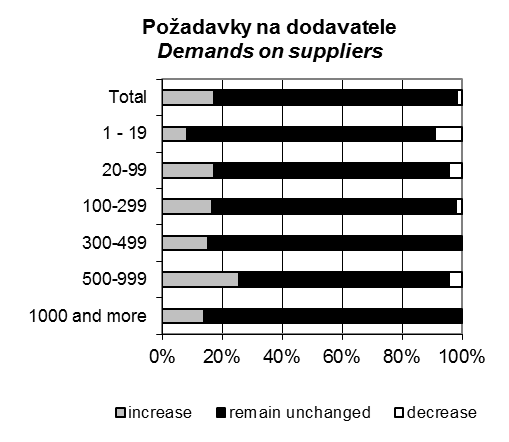 Požadavky na dodavatele
Demands on suppliers
Total
1 - 19
20-99
100-299
300-499
500-999
1000 and more
0% 20% 40% 60% 80% 100%
increase remain unchanged decrease